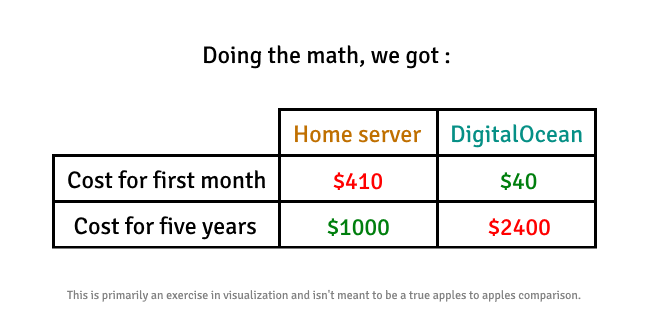 Doing the math, we got :
Home server DigitalOcean
Cost for first month $410 $40
Cost for five years $1000 $2400
This is primarily an exercise in visualization and isn't meant to be a true apples to apples comparison.